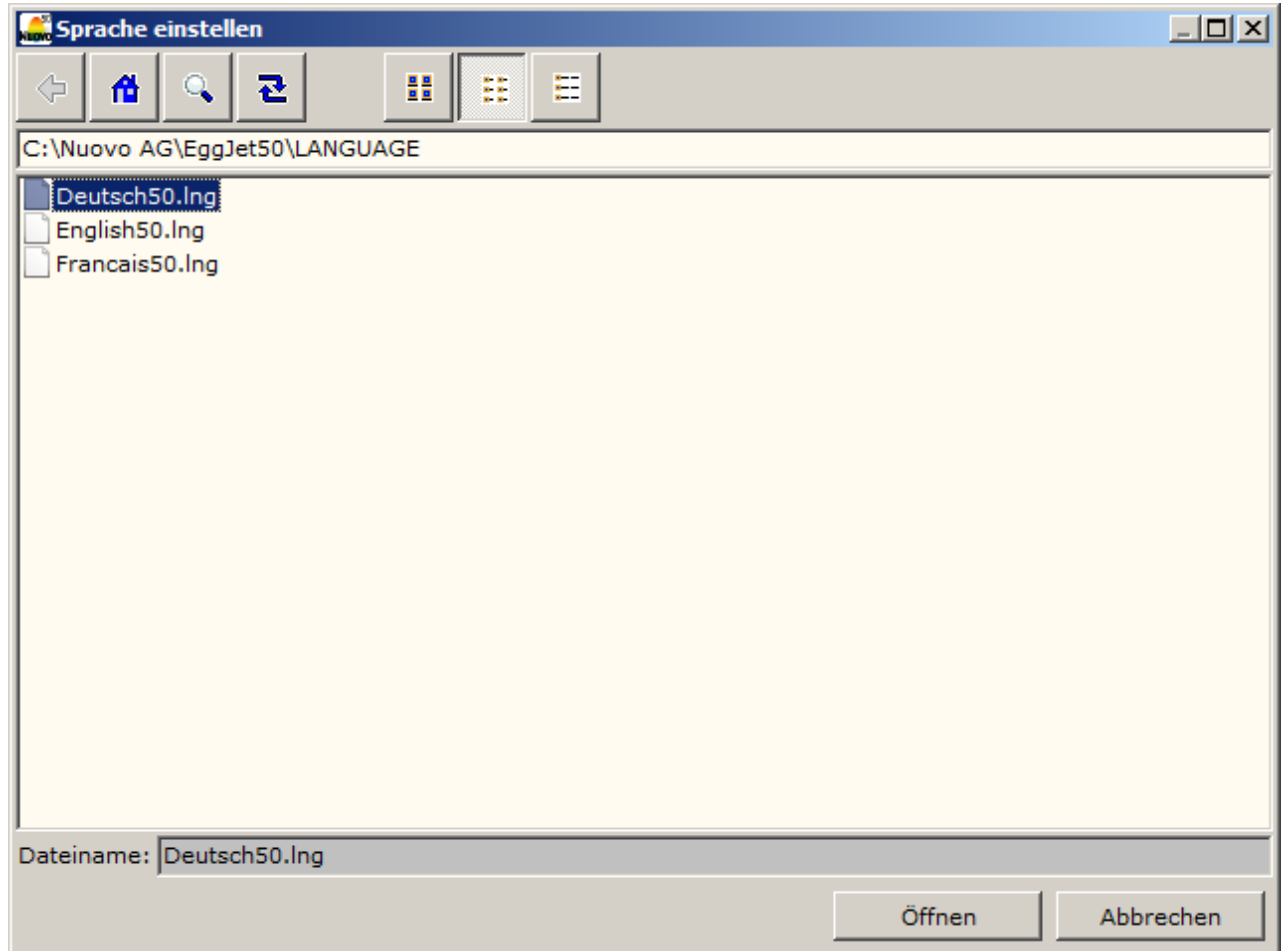 Sprache einstellen
C:\Nuovo AG\EggJet50\LANGUAGE
Deutsch50.lng
English50.lng
Francais50.lng
Dateiname: Deutsch50.lng
Öffnen Abbrechen